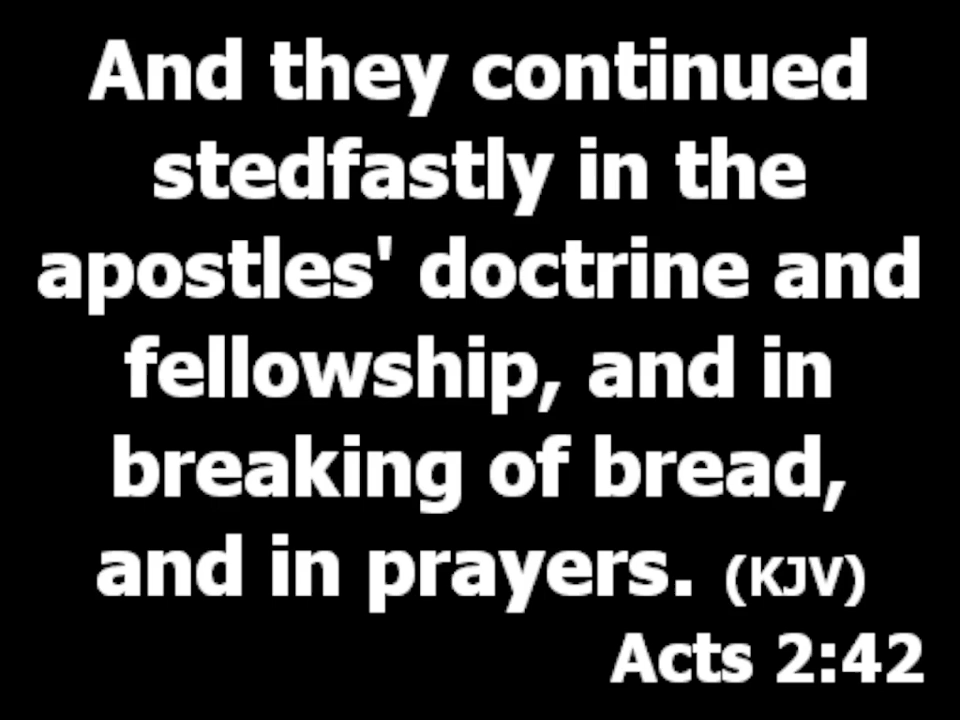 And they continued
stedfastly in the
apostles' doctrine and
fellowship, and in
breaking of bread,
and in prayers. (KJV)
Acts 2:42